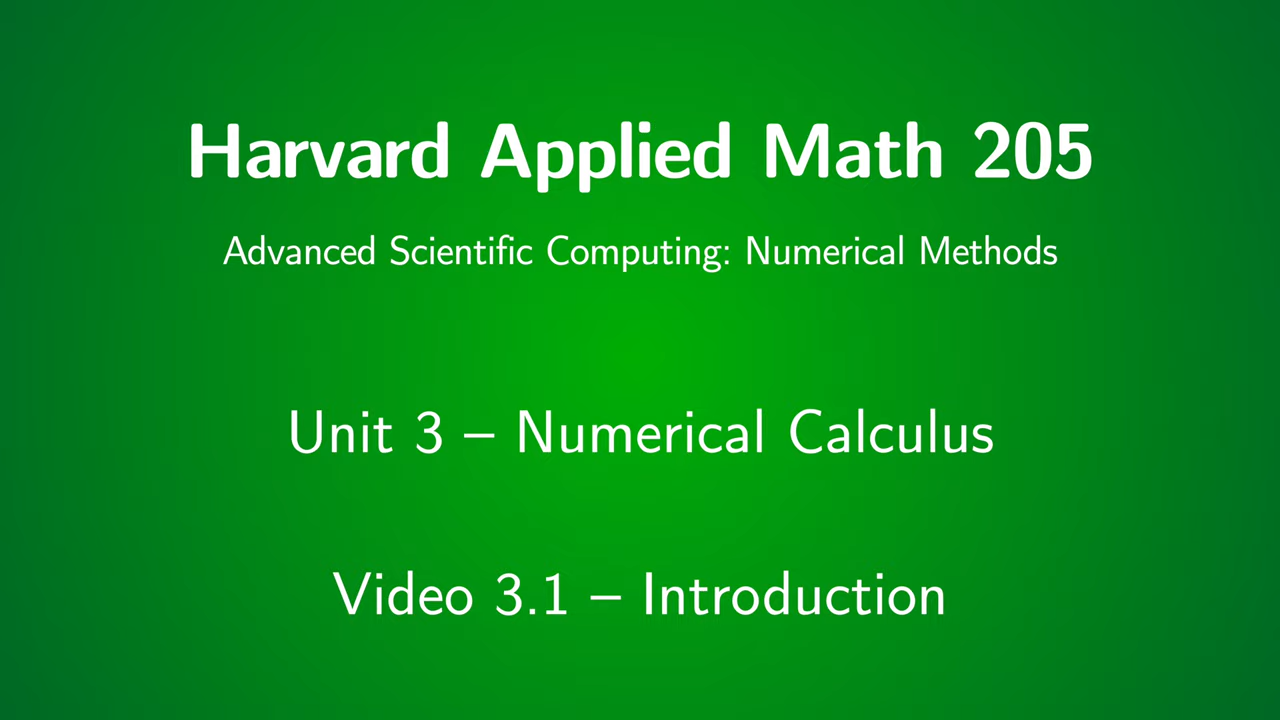 Harvard Applied Math 205
Advanced Scientific Computing: Numerical Methods
Unit 3 – Numerical Calculus
Video 3.1 – Introduction